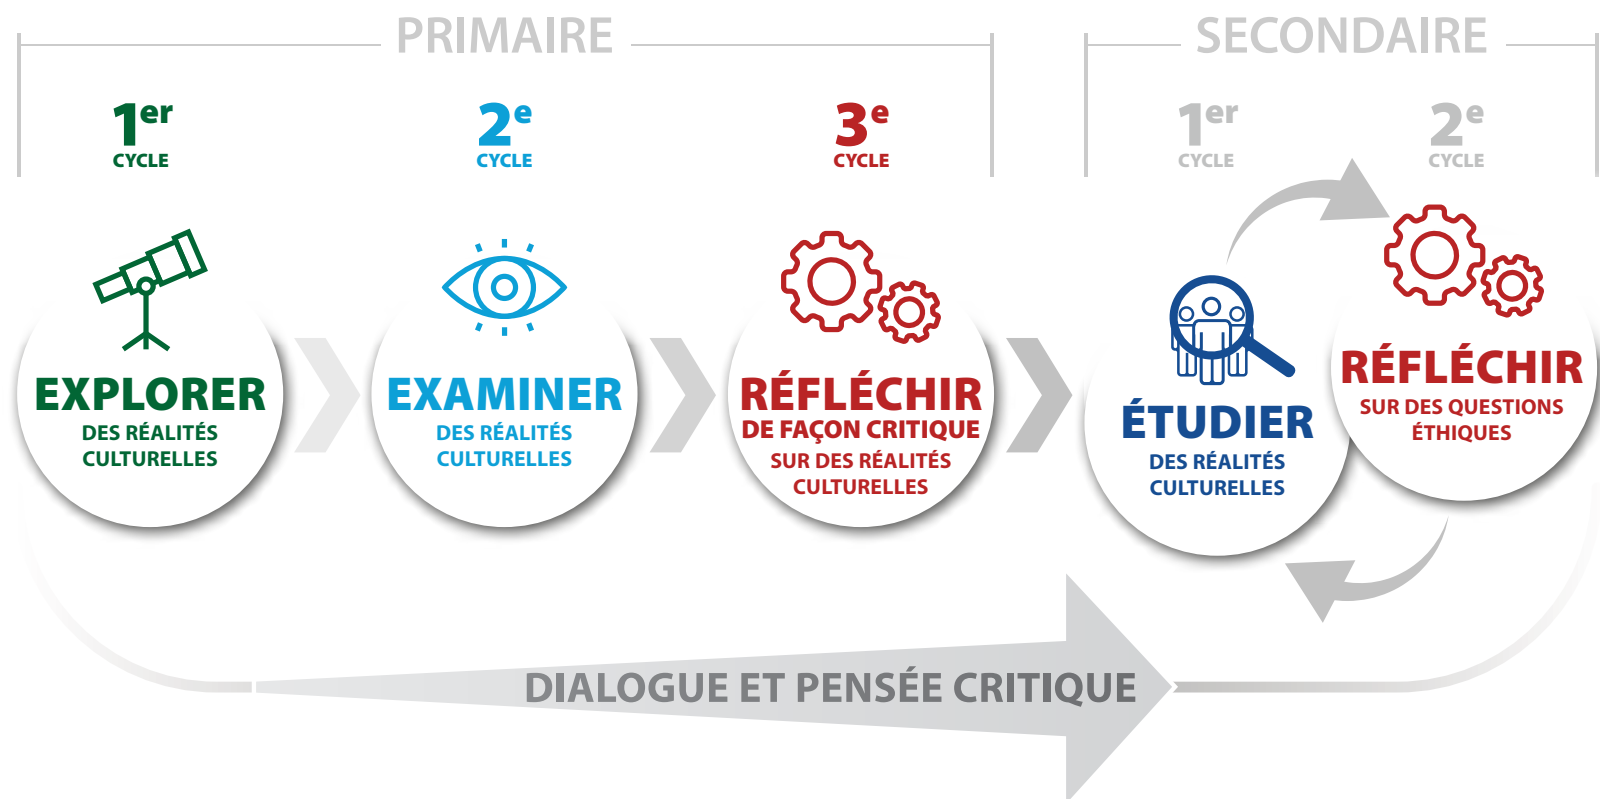 PRIMAIRE
SECONDAIRE
1er
CYCLE
2e
CYCLE
3e
CYCLE
1er
CYCLE
2e
CYCLE
EXPLORER
DES RÉALITÉS
CULTURELLES
EXAMINER
DES RÉALITÉS
CULTURELLES
RÉFLÉCHIR
DE FAÇON CRITIQUE
SUR DES RÉALITÉS
CULTURELLES
ÉTUDIER
DES RÉALITÉS
CULTURELLES
RÉFLÉCHIR
SUR DES QUESTIONS
ÉTHIQUES
DIALOGUE ET PENSÉE CRITIQUE